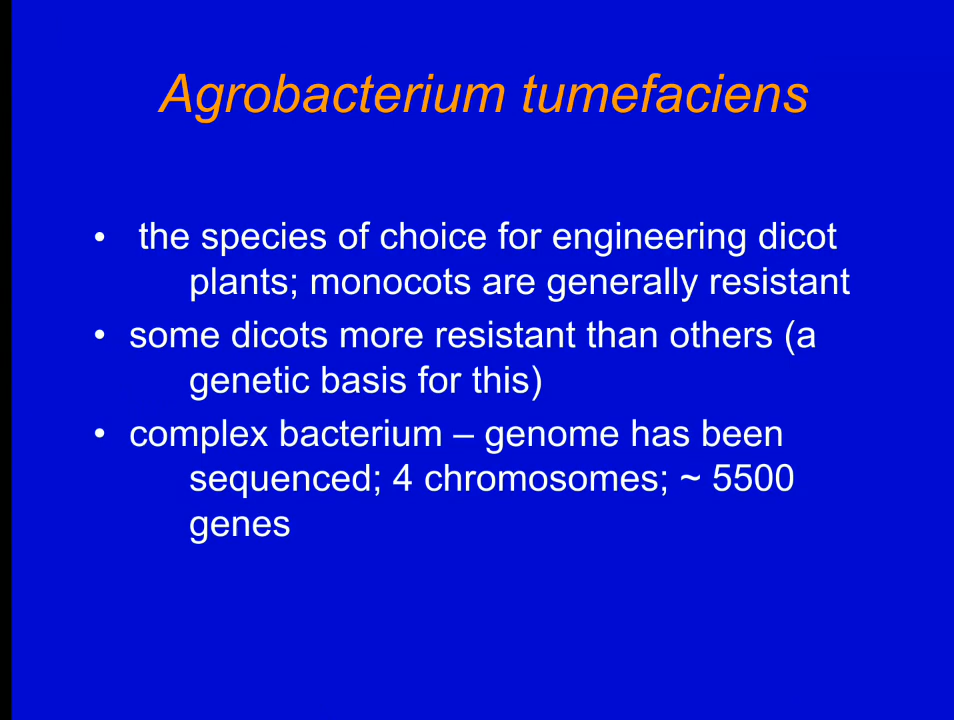 Agrobacterium tumefaciens
• the species of choice for engineering dicot
plants; monocots are generally resistant
• some dicots more resistant than others (a
genetic basis for this)
• complex bacterium – genome has been
sequenced; 4 chromosomes; ~ 5500
genes